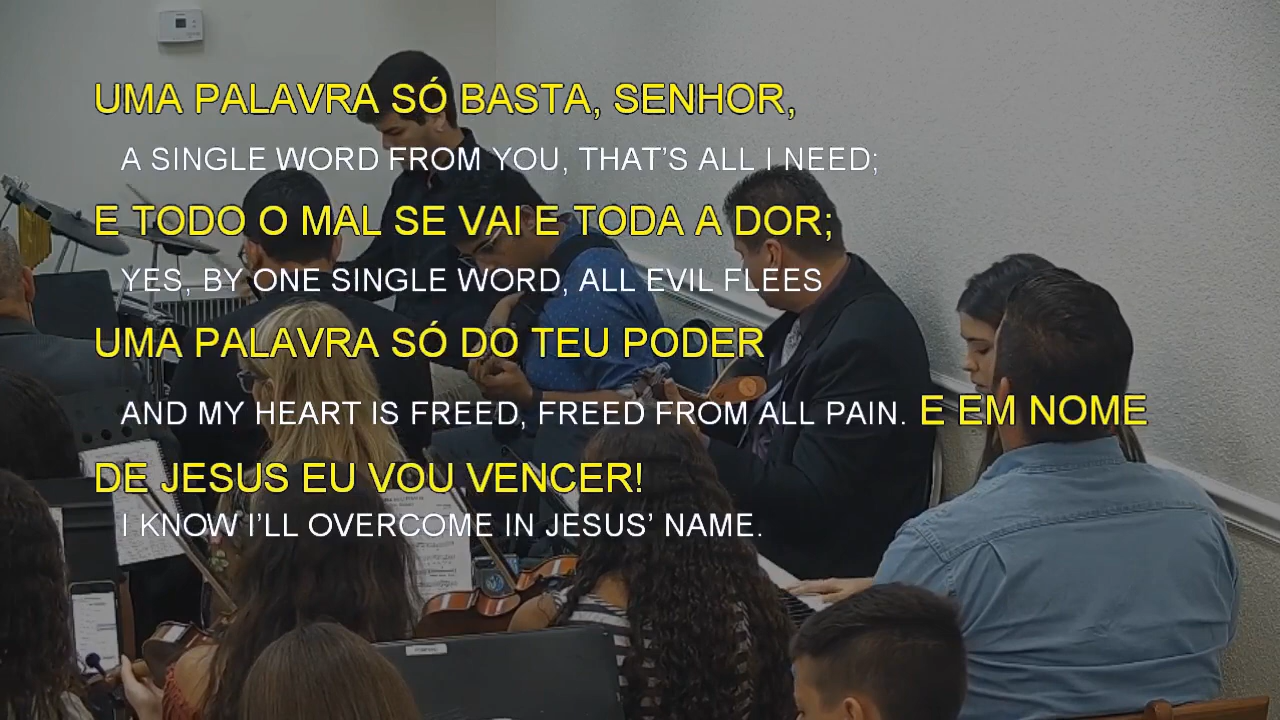 UMA PALAVRA SÓ BASTA, SENHOR,
A SINGLE WORD FROM YOU, THAT’S ALL I NEED;
E TODO O MAL SE VAI E TODA A DOR;
YES, BY ONE SINGLE WORD, ALL EVIL FLEES
UMA PALAVRA SÓ DO TEU PODER
AND MY HEART IS FREED, FREED FROM ALL PAIN. E EM NOME
DE JESUS EU VOU VENCER!
I KNOW I’LL OVERCOME IN JESUS’ NAME.